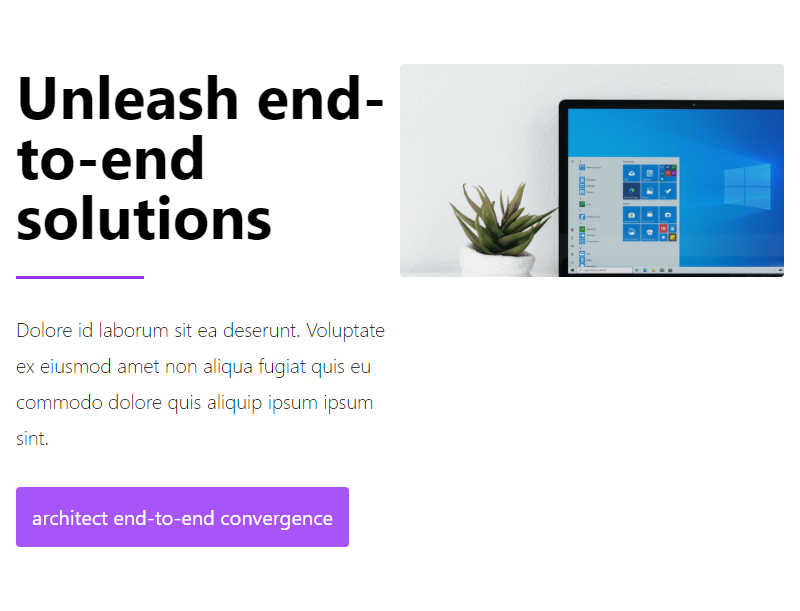 Unleash end-
to-end
solutions
Dolore id laborum sit ea deserunt. Voluptate
ex eiusmod amet non aliqua fugiat quis eu
commodo dolore quis aliquip ipsum ipsum
sint.
architect end-to-end convergence